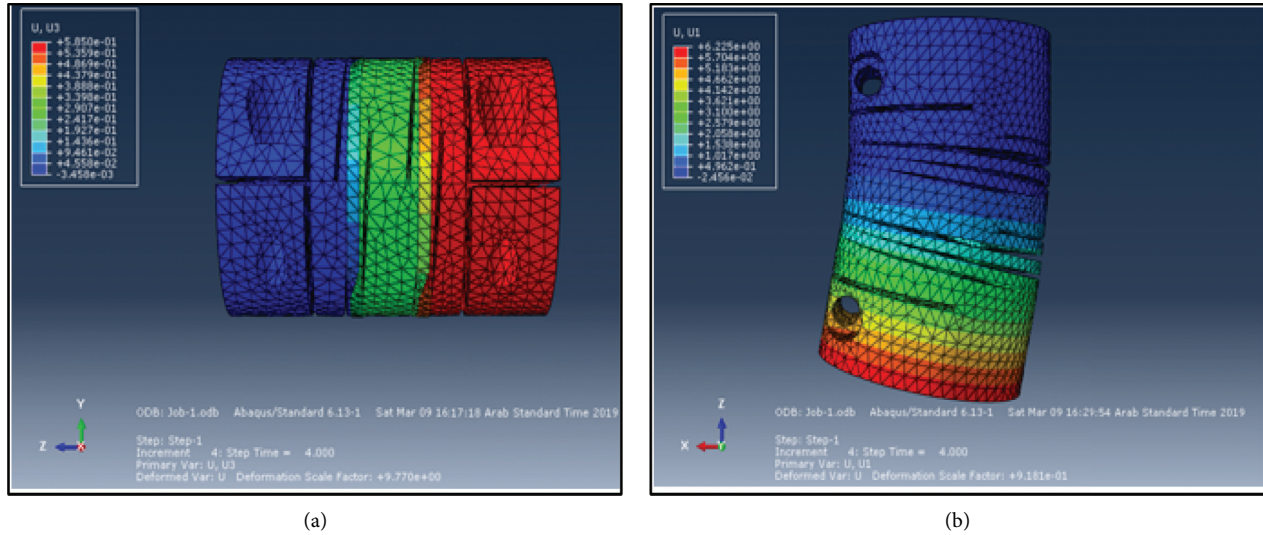 U, U3
+5.850e-01
+5.359e-01
+4.869e-01
+4.379e-01
+3.888e-01
+3.398e-01
+2.907e-01
+2.417e-01
+1.927e-01
+1.436e-01
+9.461e-02
+4.558e-02
-3.458e-03
Y
Z
X
ODB: Job-1.odb Abaqus/Standard 6.13-1 Sat Mar 09 16:17:18 Arab Standard Time 2019
Step: Step-1
Increment 4: Step Time = 4.000
Primary Var: U, U3
Deformed Var: U Deformation Scale Factor: +9.770e+00
(a)
U, U1
+6.225e+00
+5.704e+00
+5.183e+00
+4.662e+00
+4.142e+00
+3.621e+00
+3.100e+00
+2.579e+00
+2.058e+00
+1.538e+00
+1.017e+00
+4.962e-01
-2.456e-02
Z
X
Y
ODB: Job-1.odb Abaqus/Standard 6.13-1 Sat Mar 09 16:29:54 Arab Standard Time 2019
Step: Step-1
Increment 4: Step Time = 4.000
Primary Var: U, U1
Deformed Var: U Deformation Scale Factor: +9.181e-01
(b)